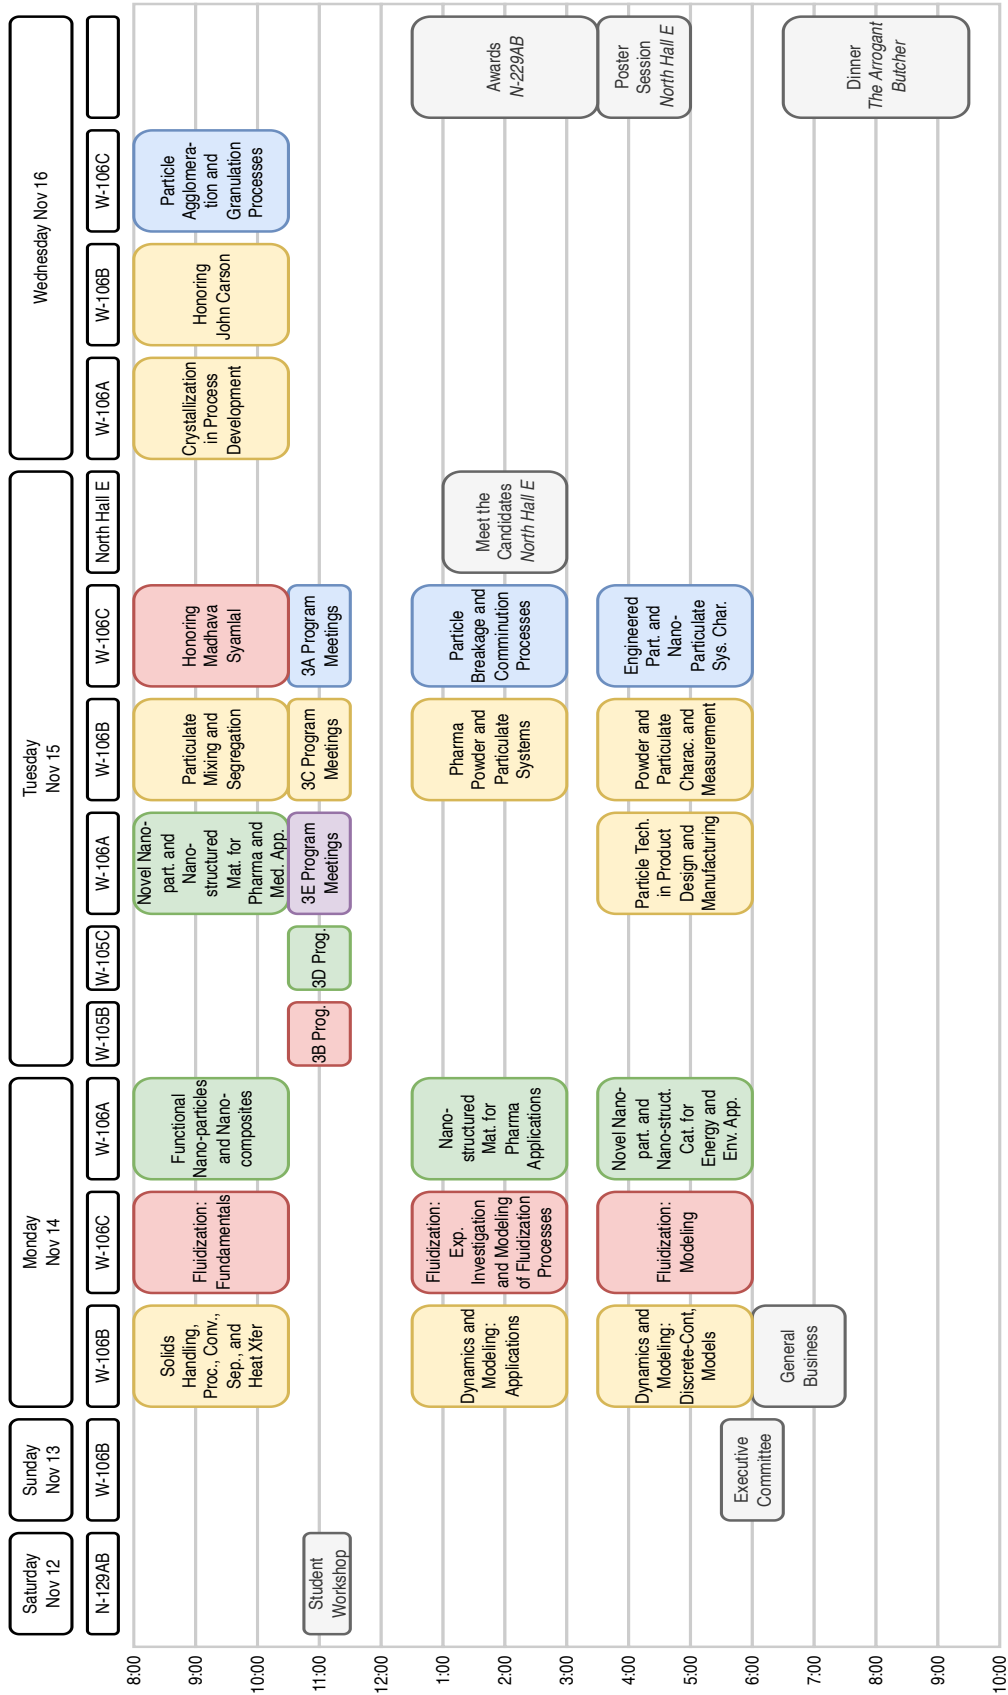 Saturday
Nov 12
Sunday
Nov 13
Monday
Nov 14
Tuesday
Nov 15
Wednesday Nov 16
N-129AB
W-106B
W-106B
W-106C
W-106A
W-105B
W-105C
W-106A
W-106B
W-106C
North Hall E
W-106A
W-106B
W-106C
8:00
9:00
10:00
11:00
12:00
1:00
2:00
3:00
4:00
5:00
6:00
7:00
8:00
9:00
10:00
Student
Workshop
Executive
Committee
Solids
Handling,
Proc., Conv.,
Sep., and
Heat Xfer
Dynamics and
Modeling:
Applications
Dynamics and
Modeling:
Discrete-Cont,
Models
General
Business
Fluidization:
Fundamentals
Fluidization:
Exp.
Investigation
and Modeling
of Fluidization
Processes
Fluidization:
Modeling
Functional
Nano-particles
and Nano-
composites
Nano-
structured
Mat. for
Pharma
Applications
Novel Nano-
part. and
Nano-struct.
Cat. for
Energy and
Env. App.
3B Prog.
3D Prog.
Novel Nano-
part. and
Nano-
structured
Mat. for
Pharma and
Med. App.
3E Program
Meetings
Particle Tech.
in Product
Design and
Manufacturing
Particulate
Mixing and
Segregation
3C Program
Meetings
Pharma
Powder and
Particulate
Systems
Powder and
Particulate
Charac. and
Measurement
Honoring
Madhava
Syamlal
3A Program
Meetings
Particle
Breakage and
Comminution
Processes
Engineered
Part. and
Nano-
Particulate
Sys. Char.
Meet the
Candidates
North Hall E
Crystallization
in Process
Development
Honoring
John Carson
Particle
Agglomera-
tion and
Granulation
Processes
Awards
N-229AB
Poster
Session
North Hall E
Dinner
The Arrogant
Butcher